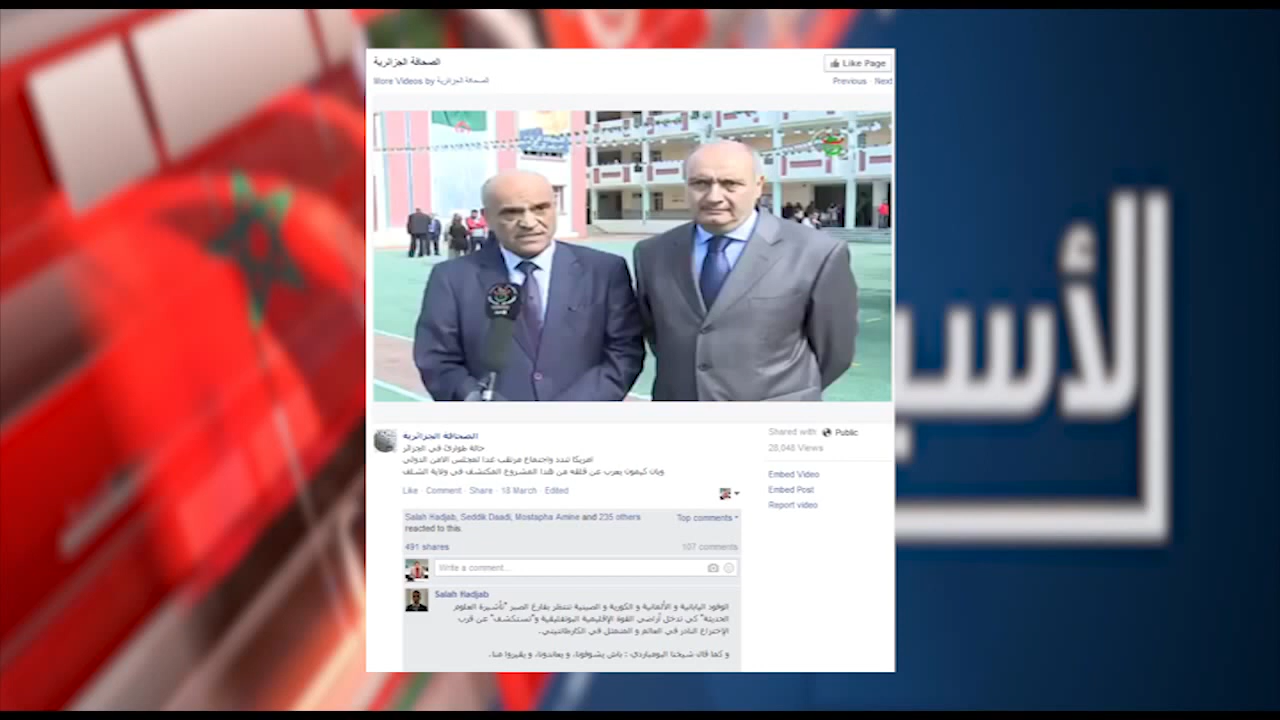 الصحافة الجزائرية
Like Page
More Videos by الصحافة الجزائرية
Previous · Next
الصحافة الجزائرية
حالة طوارئ في الجزائر
امريكا تندد واجتماع مرتقب غدا لمجلس الامن الدولي
وبان كيمون يعرب عن قلقه من هذا المشروع المكتشف في ولاية الشلف
Like · Comment · Share · 18 March · Edited
Shared with Public
28,048 Views
Embed Video
Embed Post
Report video
Salah Hadjab, Seddik Daadi, Mostapha Amine and 235 others
reacted to this.
Top comments
491 shares
107 comments
Write a comment...
Salah Hadjab
الوفود اليابانية و الألمانية و الكورية و الصينية تنتظر بفارغ الصبر "تأشيرة العلوم
الحديثة" كي تدخل أراضي القوة الإقليمية البونفليقية و"تستكشف" عن قرب
الإختراع النادر في العالم و المتمثل في الكارطاتبني.
و كما قال شيخنا البومباردي : باش يشوفونا، و يعاندونا، و يغيروا منا.
الأسب